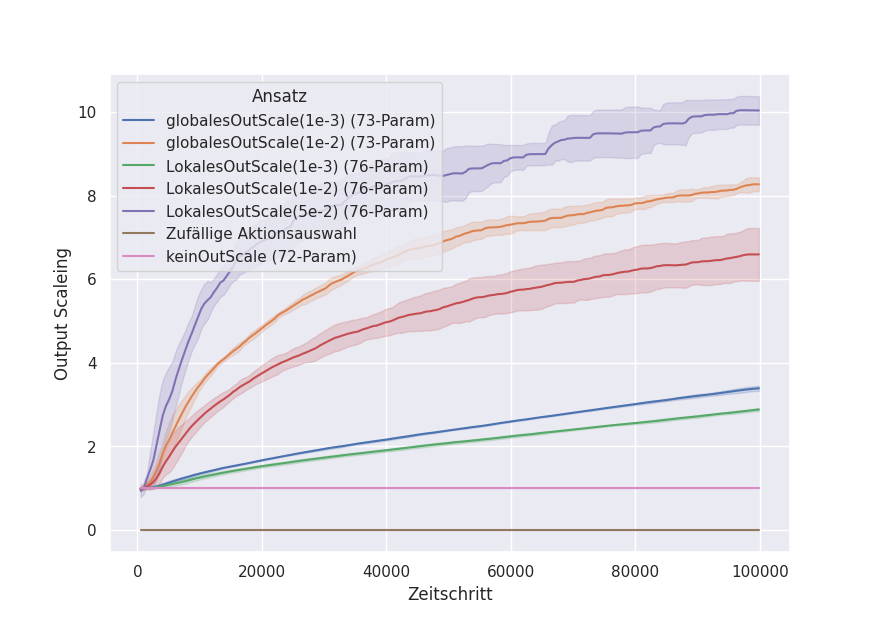 Ansatz
globalesOutScale(1e-3) (73-Param)
globalesOutScale(1e-2) (73-Param)
LokalesOutScale(1e-3) (76-Param)
LokalesOutScale(1e-2) (76-Param)
LokalesOutScale(5e-2) (76-Param)
Zufällige Aktionsauswahl
keinOutScale (72-Param)
Output Scaleing
10
8
6
4
2
0
0 20000 40000 60000 80000 100000
Zeitschritt